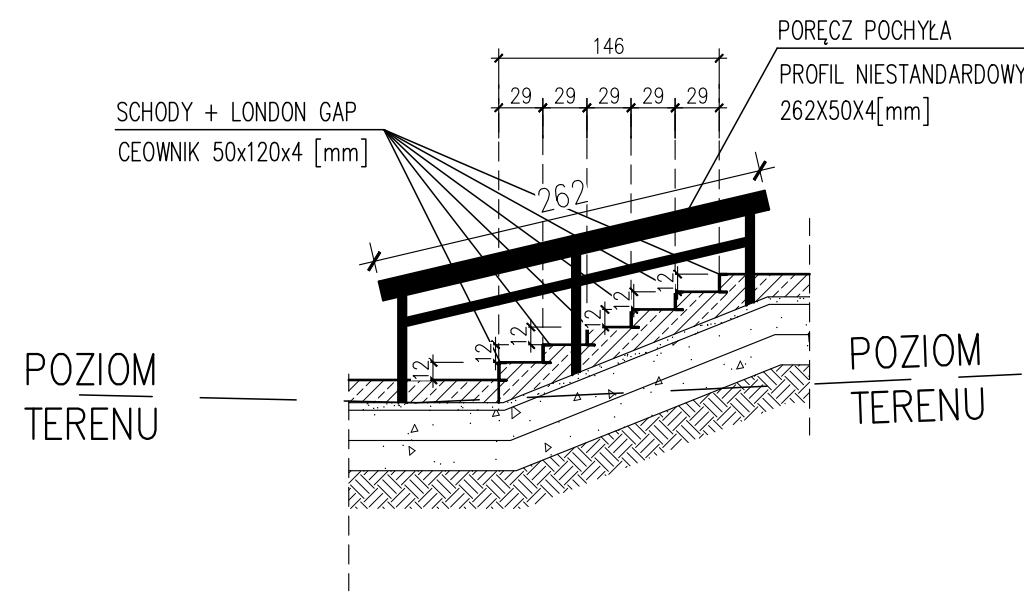 PORĘCZ POCHYŁA
PROFIL NIESTANDARDOWY
262X50X4[mm]
146
29 29 29 29 29
SCHODY + LONDON GAP
CEOWNIK 50x120x4 [mm]
262
12
12
12
12
12
12
POZIOM
TERENU
POZIOM
TERENU